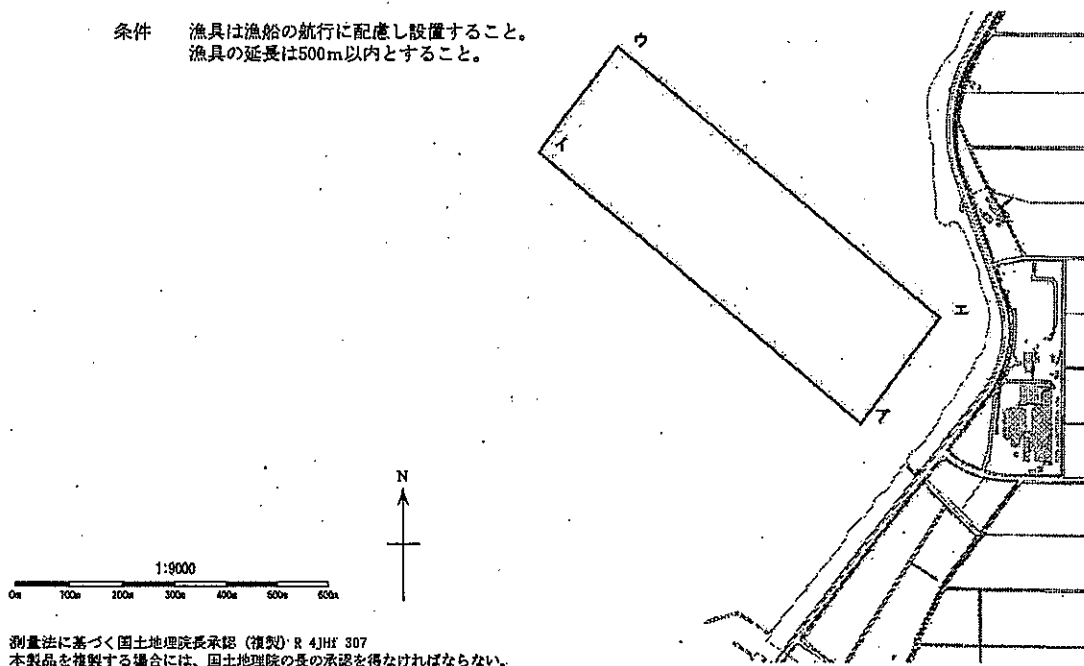 条件 漁具は漁船の航行に配慮し設置すること。
漁具の延長は500m以内とすること。
ウ
イ
エ
ア
N
1:9000
0m 100m 200m 300m 400m 500m 600m
測量法に基づく国土地理院長承認（複製）R 4JHf 307
本製品を複製する場合には、国土地理院の長の承認を得なければならない。